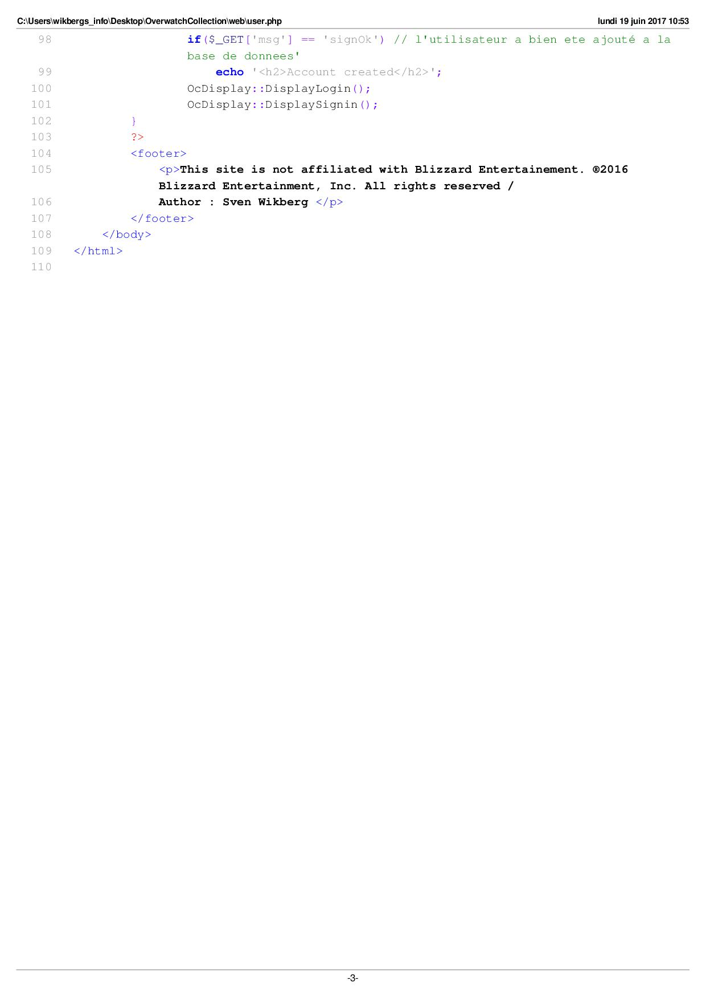 C:\Users\wikbergs_info\Desktop\OverwatchCollection\web\user.php lundi 19 juin 2017 10:53
98 if($_GET['msg'] == 'signOk') // l'utilisateur a bien ete ajouté a la
base de donnees'
99 echo '<h2>Account created</h2>';
100 OcDisplay::DisplayLogin();
101 OcDisplay::DisplaySignin();
102 }
103 ?>
104 <footer>
105 <p>This site is not affiliated with Blizzard Entertainement. ®2016
Blizzard Entertainment, Inc. All rights reserved /
106 Author : Sven Wikberg </p>
107 </footer>
108 </body>
109 </html>
110
-3-